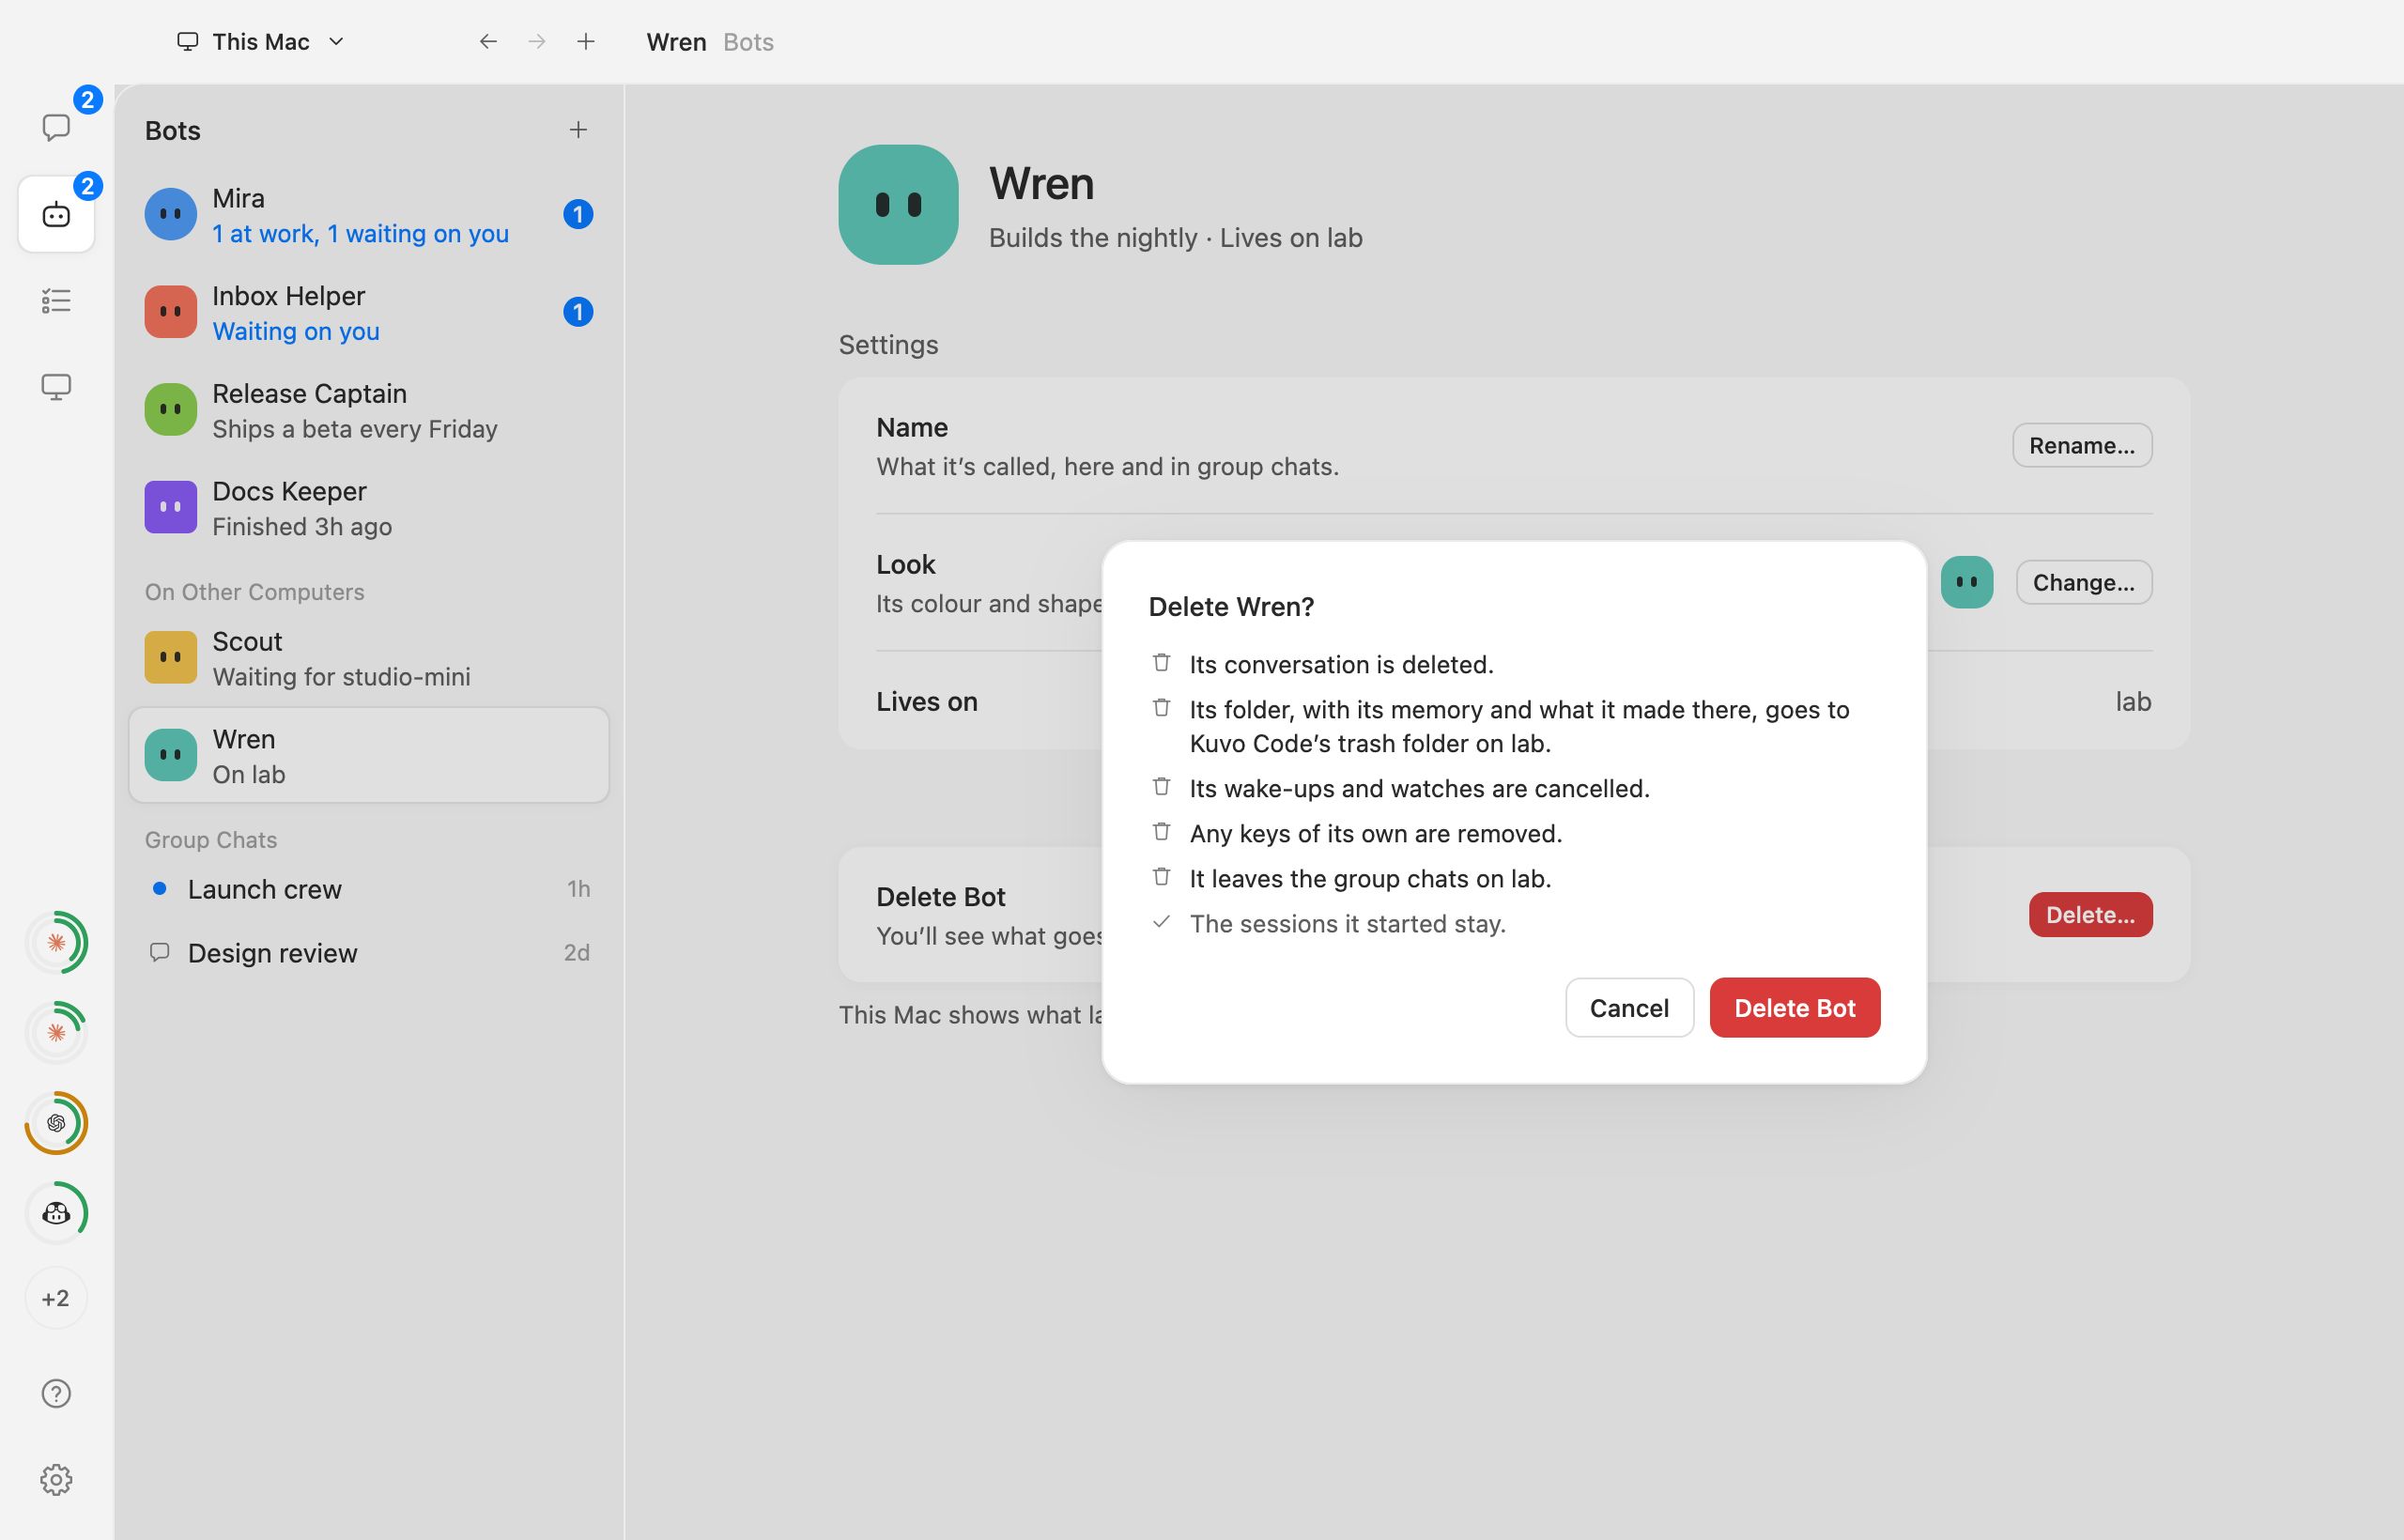 This Mac
Wren Bots
2
2
Bots
Mira
1 at work, 1 waiting on you
1
Inbox Helper
Waiting on you
1
Release Captain
Ships a beta every Friday
Docs Keeper
Finished 3h ago
On Other Computers
Scout
Waiting for studio-mini
Wren
On lab
Group Chats
Launch crew
1h
Design review
2d
+2
Wren
Builds the nightly · Lives on lab
Settings
Name
What it’s called, here and in group chats.
Rename...
Look
Its colour and shape
Change...
Lives on
lab
Delete Bot
You’ll see what goes
Delete...
This Mac shows what
Delete Wren?
Its conversation is deleted.
Its folder, with its memory and what it made there, goes to
Kuvo Code’s trash folder on lab.
Its wake-ups and watches are cancelled.
Any keys of its own are removed.
It leaves the group chats on lab.
The sessions it started stay.
Cancel
Delete Bot